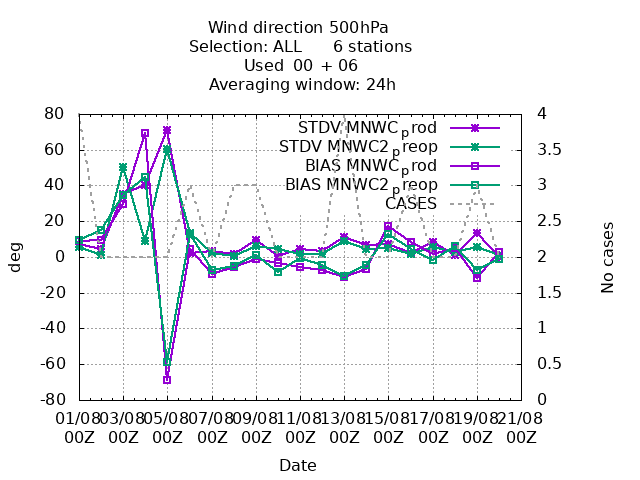 Wind direction 500hPa
Selection: ALL 6 stations
Used 00 + 06
Averaging window: 24h
STDV MNWCprod
STDV MNWC2preop
BIAS MNWCprod
BIAS MNWC2preop
CASES
80
60
40
20
0
-20
-40
-60
-80
deg
4
3.5
3
2.5
2
1.5
1
0.5
0
No cases
01/08 03/08 05/08 07/08 09/08 11/08 13/08 15/08 17/08 19/08 21/08
00Z 00Z 00Z 00Z 00Z 00Z 00Z 00Z 00Z 00Z 00Z
Date